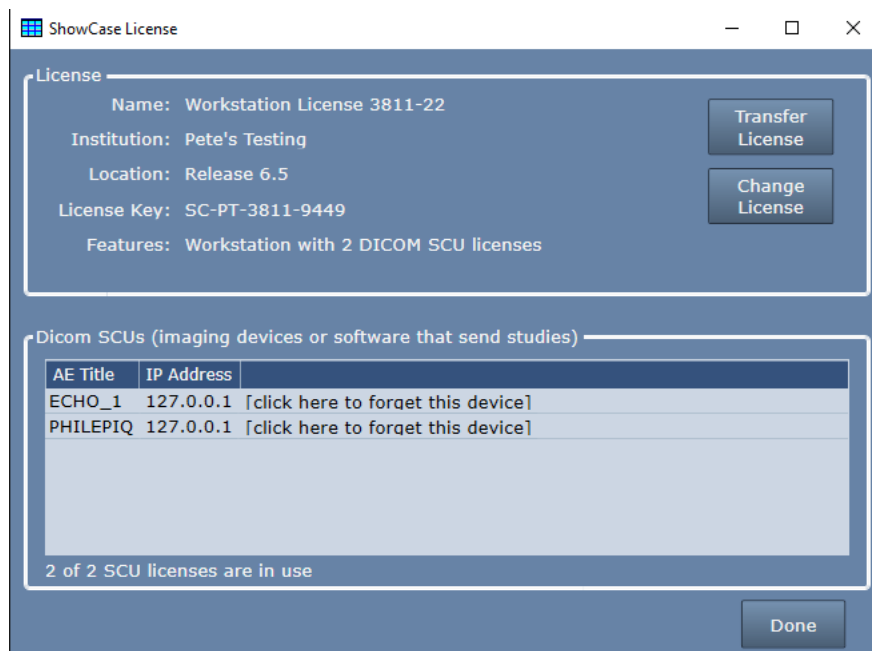 ShowCase License
License
Name: Workstation License 3811-22
Institution: Pete's Testing
Location: Release 6.5
License Key: SC-PT-3811-9449
Features: Workstation with 2 DICOM SCU licenses
Transfer
License
Change
License
Dicom SCUs (imaging devices or software that send studies)
AE Title IP Address
ECHO_1 127.0.0.1 [click here to forget this device]
PHILEPIQ 127.0.0.1 [click here to forget this device]
2 of 2 SCU licenses are in use
Done